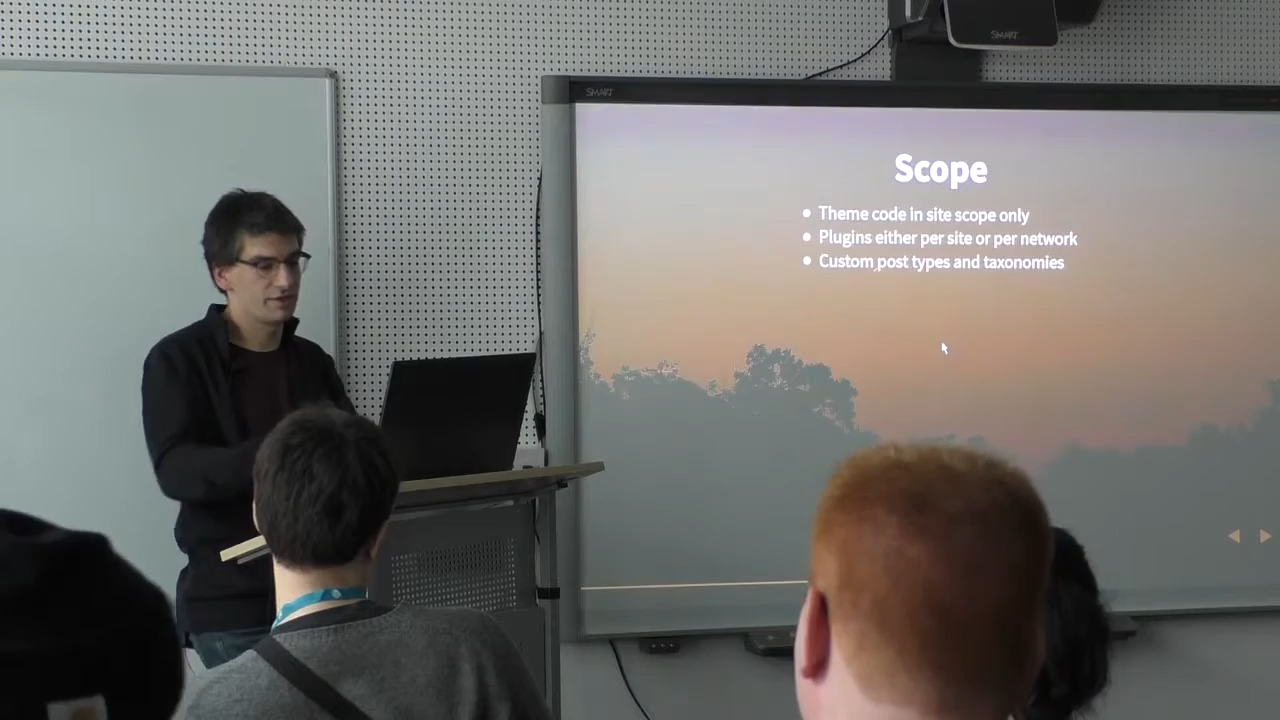 SMART
SMART
Scope
• Theme code in site scope only
• Plugins either per site or per network
• Custom post types and taxonomies